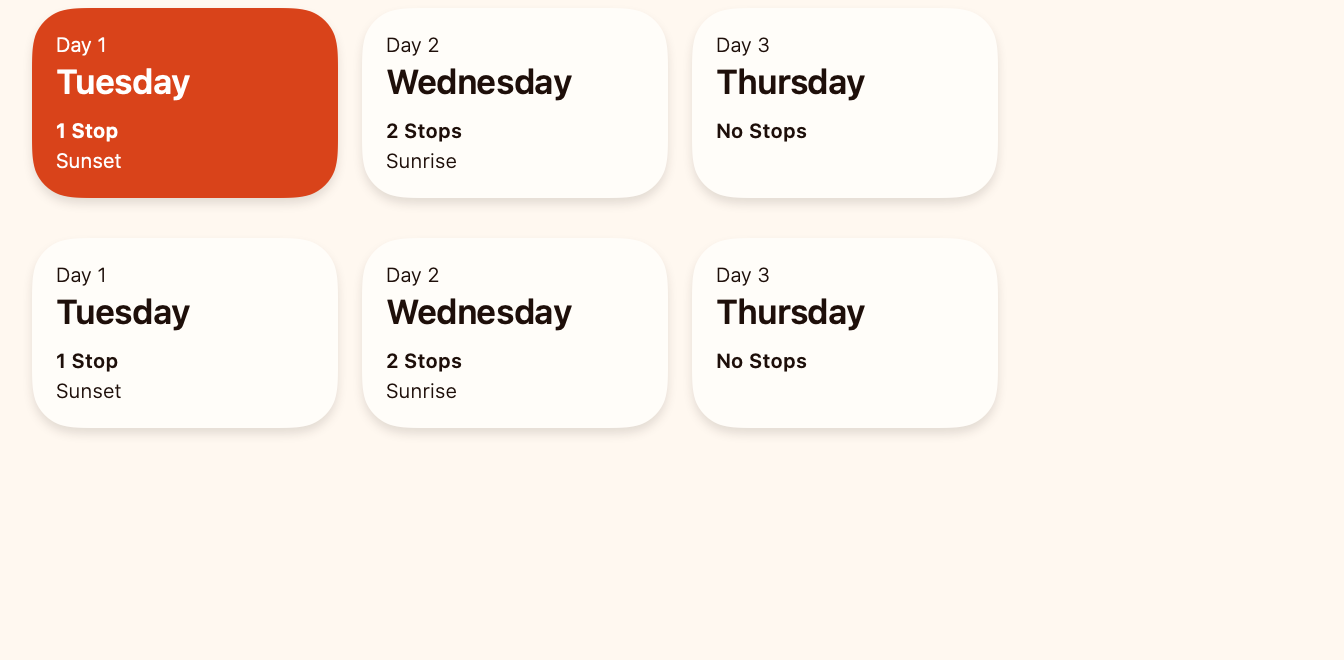 Day 1
Tuesday
1 Stop
Sunset
Day 2
Wednesday
2 Stops
Sunrise
Day 3
Thursday
No Stops
Day 1
Tuesday
1 Stop
Sunset
Day 2
Wednesday
2 Stops
Sunrise
Day 3
Thursday
No Stops